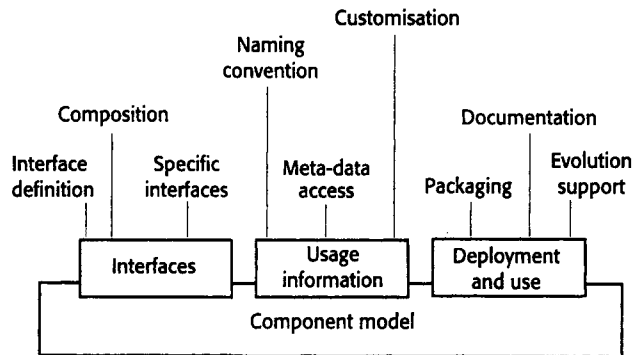 Customisation
Naming
convention
Composition
Documentation
Interface
definition
Specific
interfaces
Meta-data
access
Packaging
Evolution
support
Interfaces
Usage
information
Deployment
and use
Component model